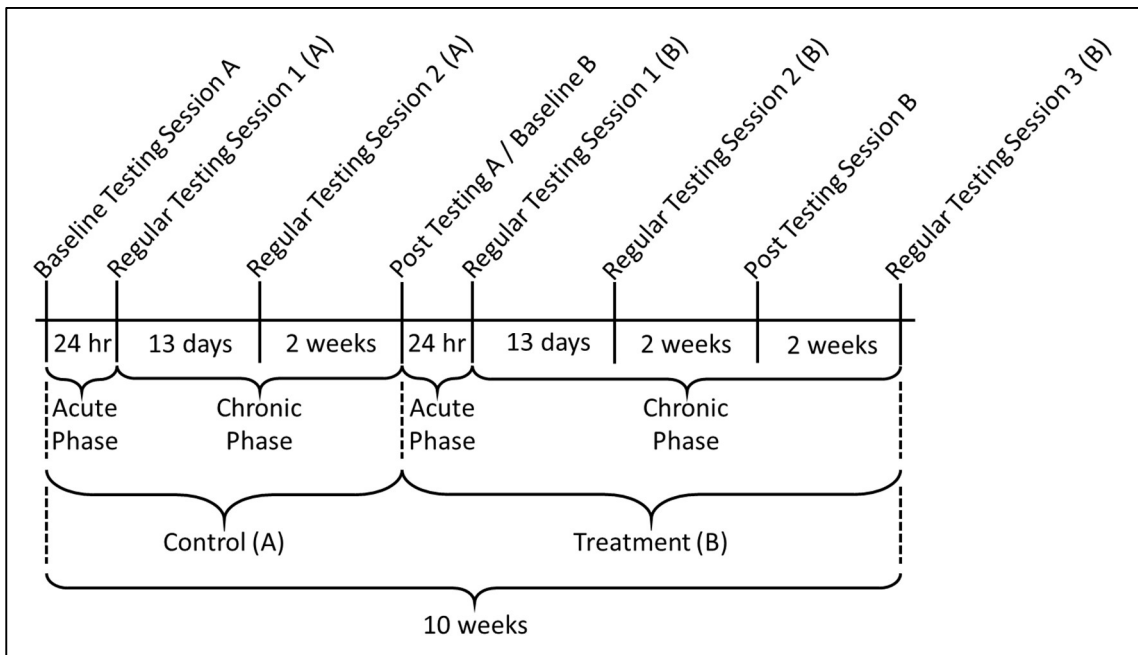 Baseline Testing Session A
Regular Testing Session 1 (A)
Regular Testing Session 2 (A)
Post Testing A / Baseline B
Regular Testing Session 1 (B)
Regular Testing Session 2 (B)
Post Testing Session B
Regular Testing Session 3 (B)
24 hr
13 days
2 weeks
24 hr
13 days
2 weeks
2 weeks
Acute
Phase
Chronic
Phase
Acute
Phase
Chronic
Phase
Control (A)
Treatment (B)
10 weeks